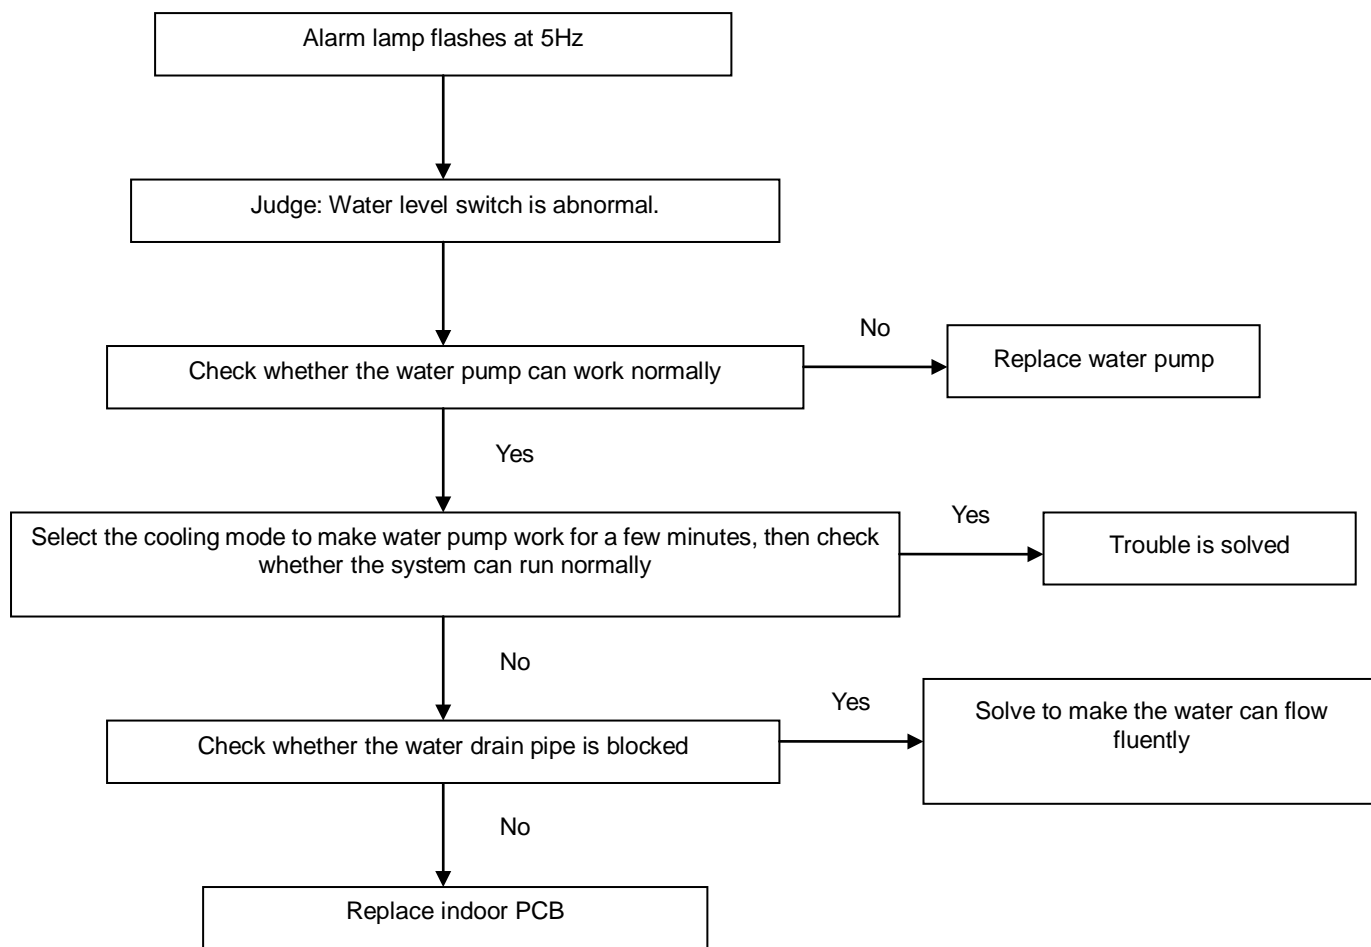 Alarm lamp flashes at 5Hz
Judge: Water level switch is abnormal.
No
Check whether the water pump can work normally
Replace water pump
Yes
Select the cooling mode to make water pump work for a few minutes, then check
whether the system can run normally
Yes
Trouble is solved
No
Check whether the water drain pipe is blocked
Yes
Solve to make the water can flow
fluently
No
Replace indoor PCB